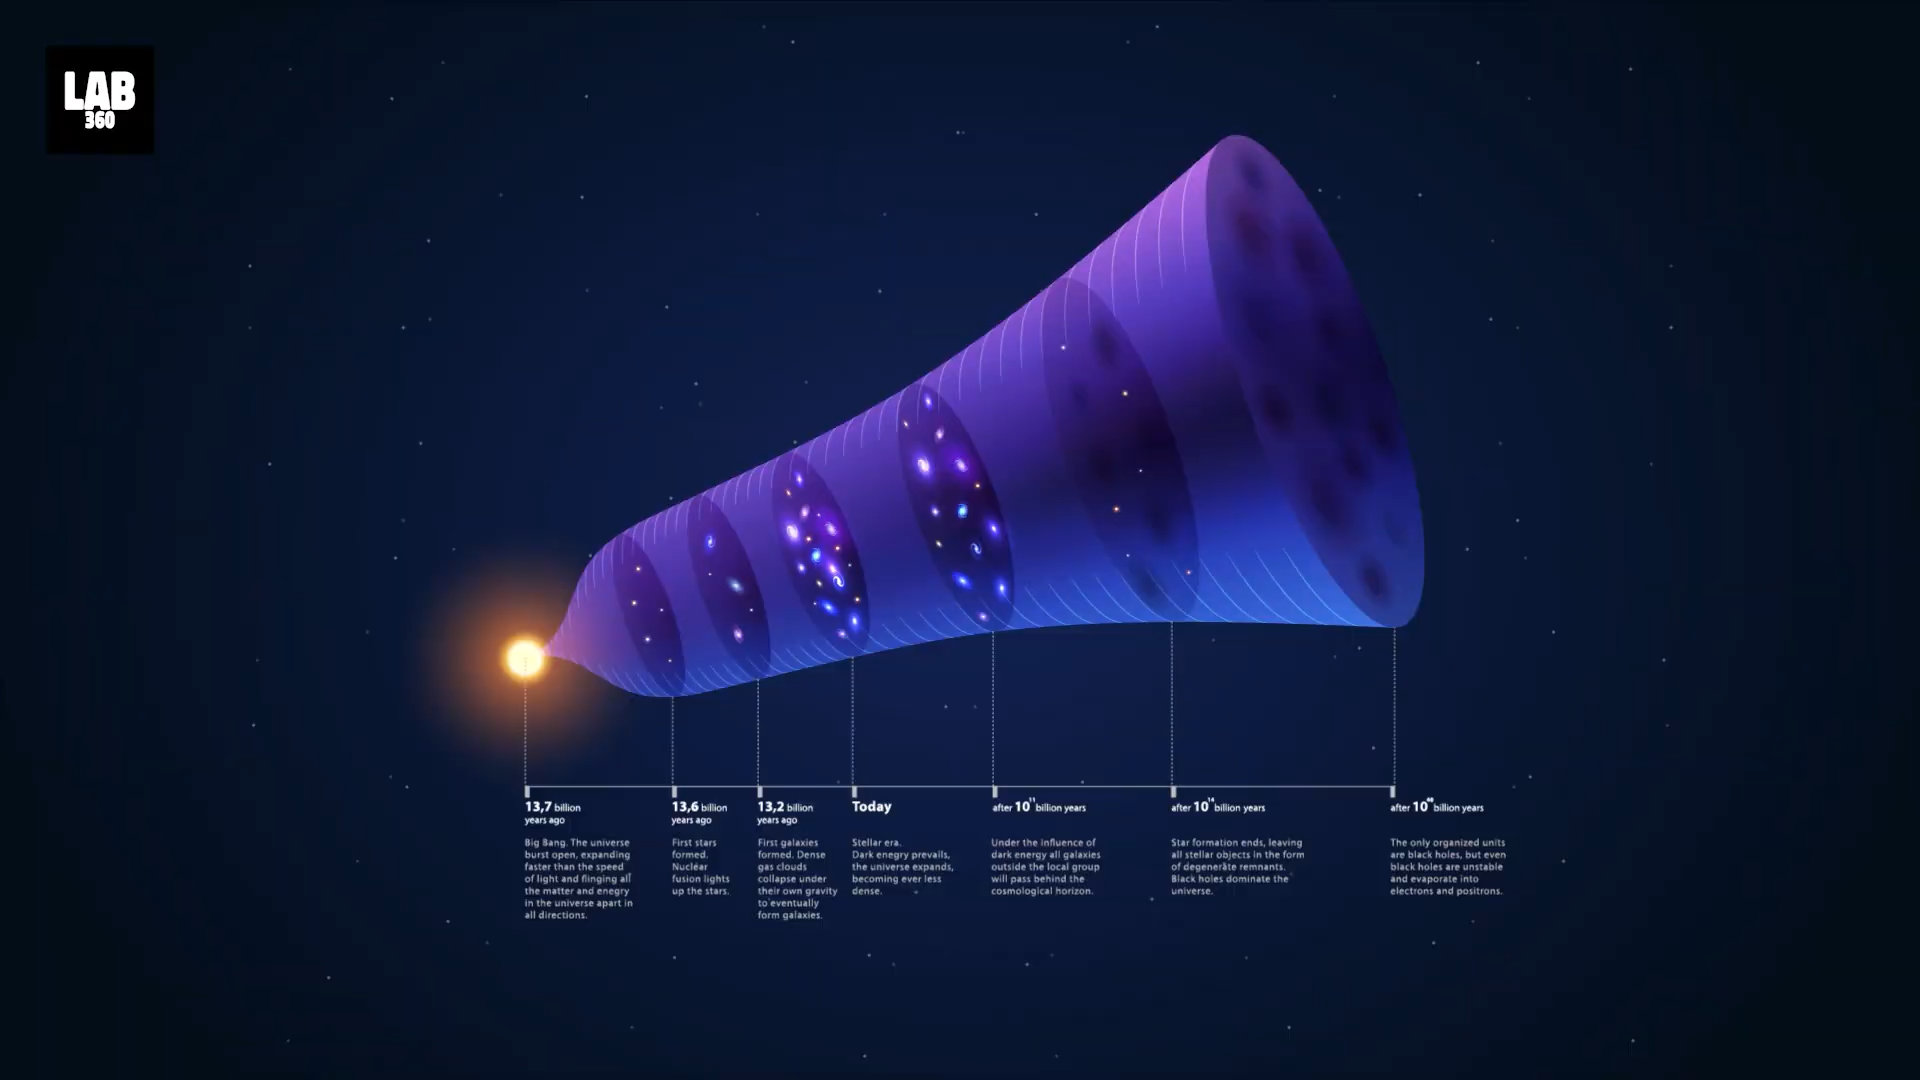 LAB
360
13,7 billion
years ago
Big Bang. The universe
burst open, expanding
faster than the speed
of light and flinging all
the matter and enegry
in the universe apart in
all directions.
13,6 billion
years ago
First stars
formed.
Nuclear
fusion lights
up the stars.
13,2 billion
years ago
First galaxies
formed. Dense
gas clouds
collapse under
their own gravity
to eventually
form galaxies.
Today
Stellar era.
Dark enegry prevails,
the universe expands,
becoming ever less
dense.
after 10¹¹ billion years
Under the influence of
dark energy all galaxies
outside the local group
will pass behind the
cosmological horizon.
after 10¹⁴ billion years
Star formation ends, leaving
all stellar objects in the form
of degenerate remnants.
Black holes dominate the
universe.
after 10⁴⁰ billion years
The only organized units
are black holes, but even
black holes are unstable
and evaporate into
electrons and positrons.